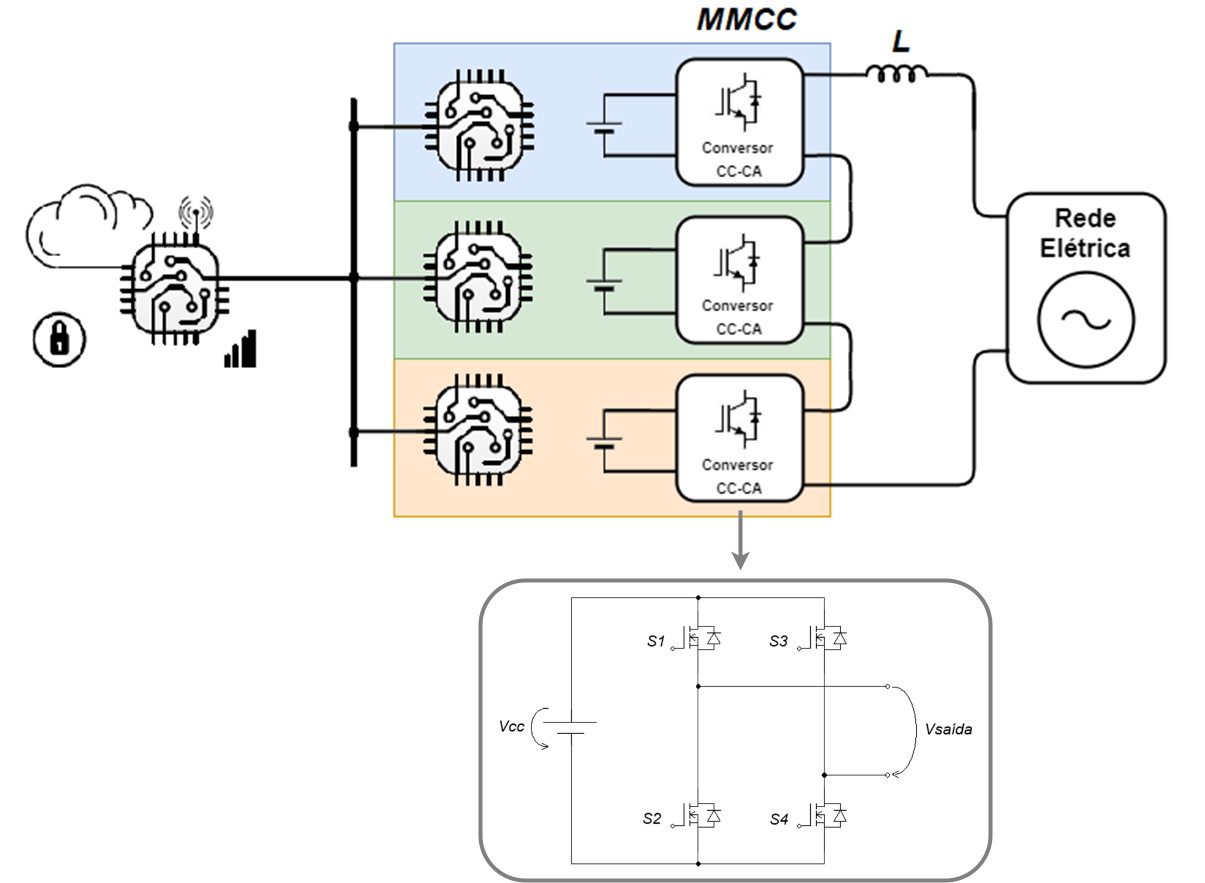 MMCC
L
Conversor
CC-CA
Rede
Elétrica
Conversor
CC-CA
Conversor
CC-CA
S1
S3
Vcc
Vsaída
S2
S4